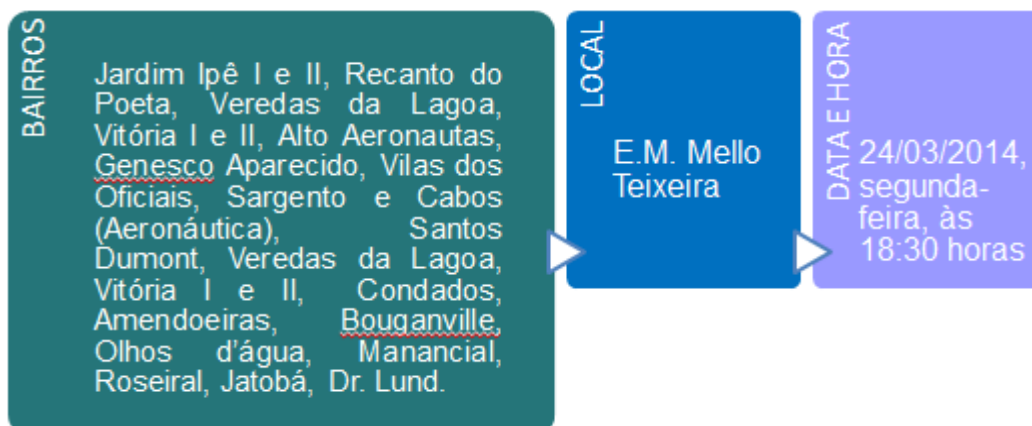 BAIRROS
Jardim Ipê I e II, Recanto do
Poeta, Veredas da Lagoa,
Vitória I e II, Alto Aeronautas,
Genesco Aparecido, Vilas dos
Oficiais, Sargento e Cabos
(Aeronáutica), Santos
Dumont, Veredas da Lagoa,
Vitória I e II, Condados,
Amendoeiras, Bouganville,
Olhos d'água, Manancial,
Roseiral, Jatobá, Dr. Lund.
LOCAL
E.M. Mello
Teixeira
DATA E HORA
24/03/2014,
segunda-
feira, às
18:30 horas